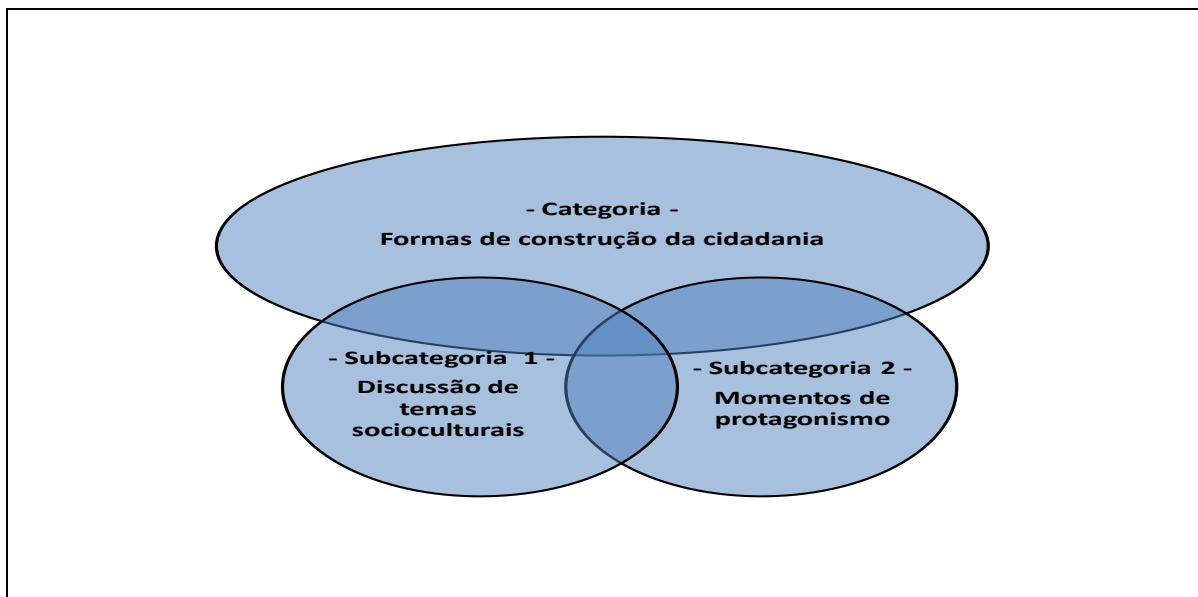 - Categoria -
Formas de construção da cidadania
- Subcategoria 1 -
Discussão de
temas
socioculturais
- Subcategoria 2 -
Momentos de
protagonismo